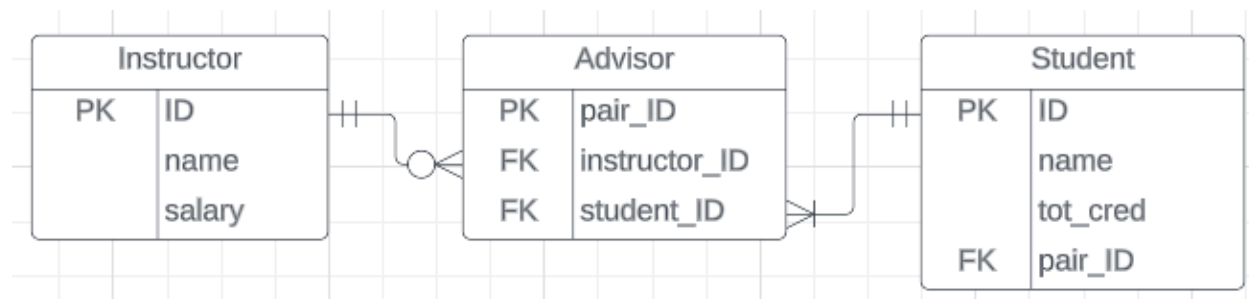 Instructor
PK ID
name
salary
Advisor
PK pair_ID
FK instructor_ID
FK student_ID
Student
PK ID
name
tot_cred
FK pair_ID